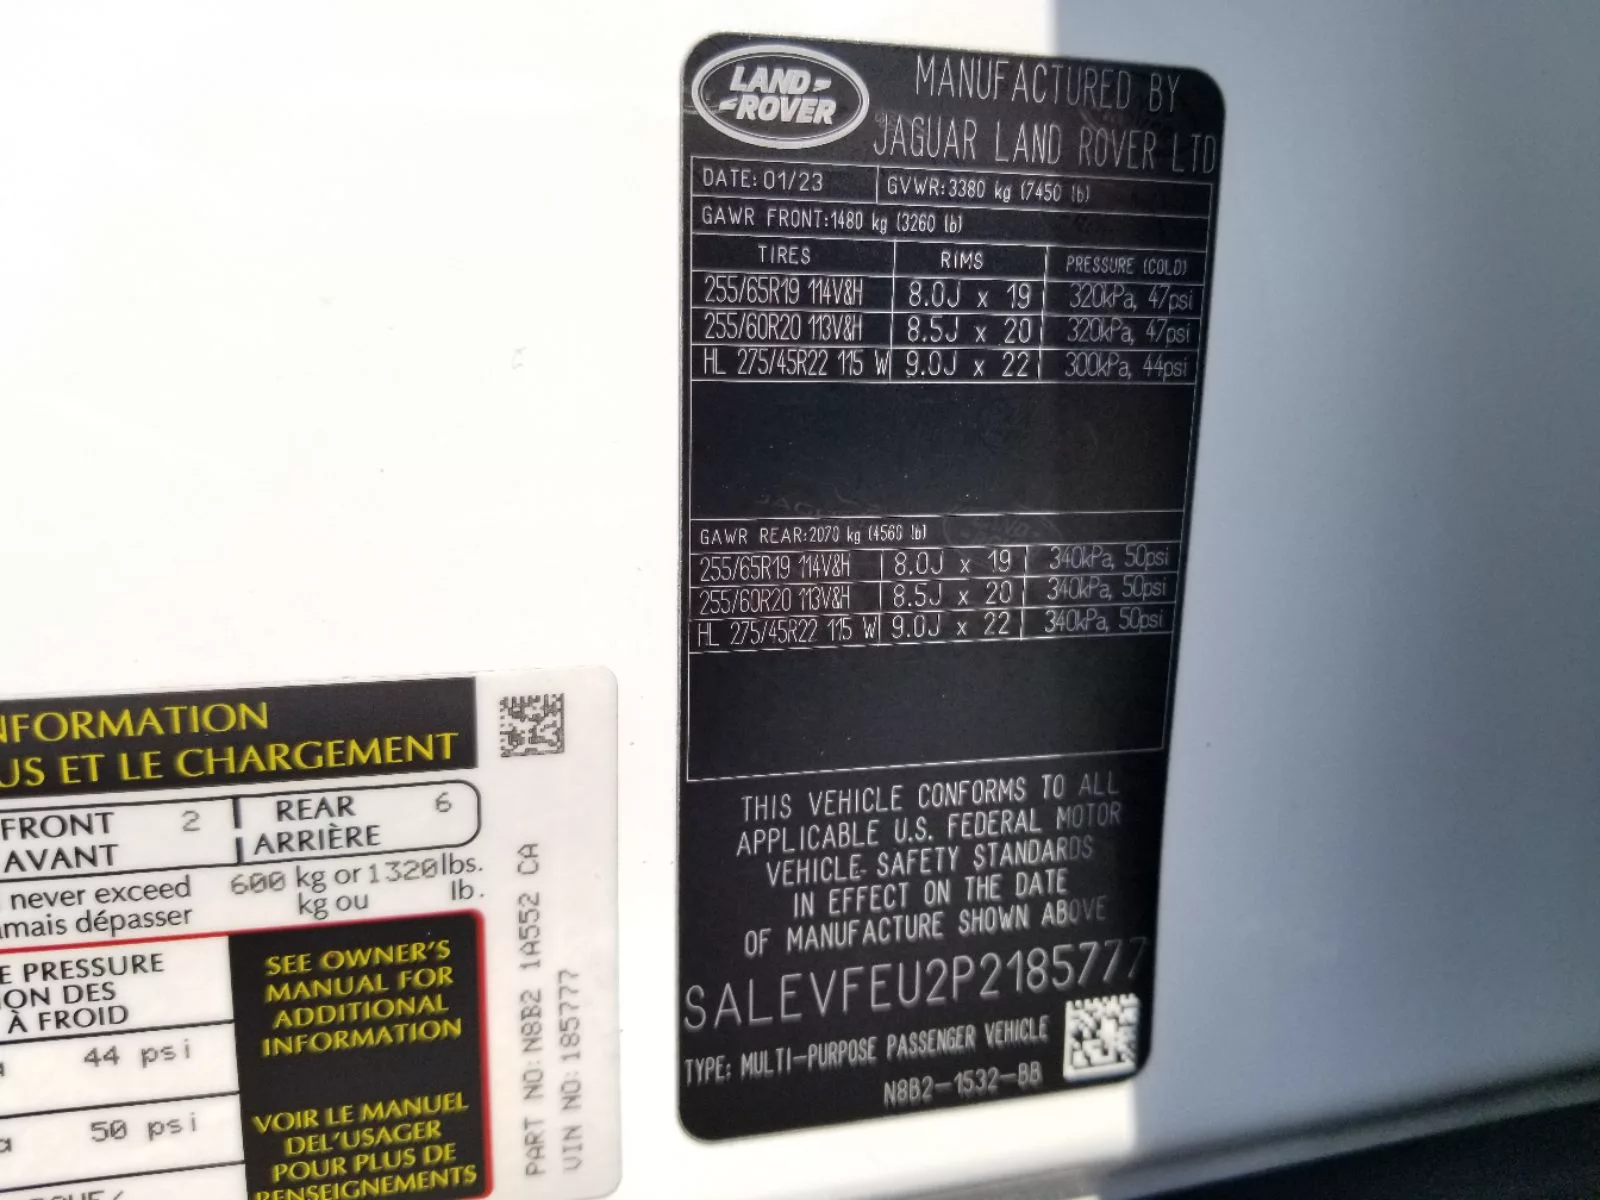 LAND ROVER
MANUFACTURED BY
JAGUAR LAND ROVER LTD
DATE: 01/23 GVWR:3380 kg (7450 lb)
GAWR FRONT:1480 kg (3260 lb)
TIRES RIMS PRESSURE (COLD)
255/65R19 114V&H 8.0J x 19 320kPa, 47psi
255/60R20 113V&H 8.5J x 20 320kPa, 47psi
HL 275/45R22 115 W 9.0J x 22 300kPa, 44psi
GAWR REAR:2070 kg (4560 lb)
255/65R19 114V&H 8.0J x 19 340kPa, 50psi
255/60R20 113V&H 8.5J x 20 340kPa, 50psi
HL 275/45R22 115 W 9.0J x 22 340kPa, 50psi
THIS VEHICLE CONFORMS TO ALL
APPLICABLE U.S. FEDERAL MOTOR
VEHICLE SAFETY STANDARDS
IN EFFECT ON THE DATE
OF MANUFACTURE SHOWN ABOVE
SALEVFEU2P2185777
TYPE: MULTI-PURPOSE PASSENGER VEHICLE
N8B2-1532-BB
NFORMATION
US ET LE CHARGEMENT
FRONT 2 REAR 6
AVANT ARRIÈRE
never exceed 600 kg or 1320 lbs.
mais dépasser kg ou lb.
E PRESSURE
ON DES
À FROID
44 psi
50 psi
SEE OWNER'S
MANUAL FOR
ADDITIONAL
INFORMATION
VOIR LE MANUEL
DEL'USAGER
POUR PLUS DE
RENSEIGNEMENTS
PART NO: N8B2 1A552 CA
VIN NO: 185777